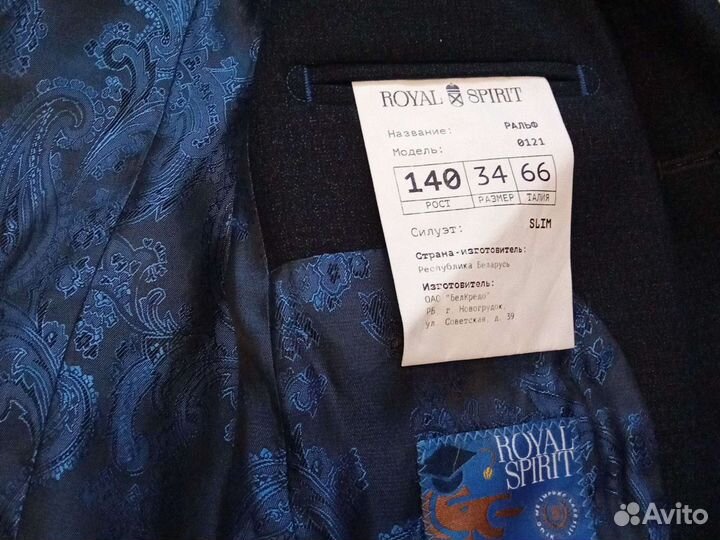 ROYAL SPIRIT
Название: РАЛЬФ
Модель: 0121
140 34 66
РОСТ РАЗМЕР ТАЛИЯ
Силуэт: SLIM
Страна-изготовитель:
Республика Беларусь
Изготовитель:
ОАО "БелКредо"
РБ, г. Новогрудок,
ул. Советская, д. 39
ROYAL
SPIRIT
Avito